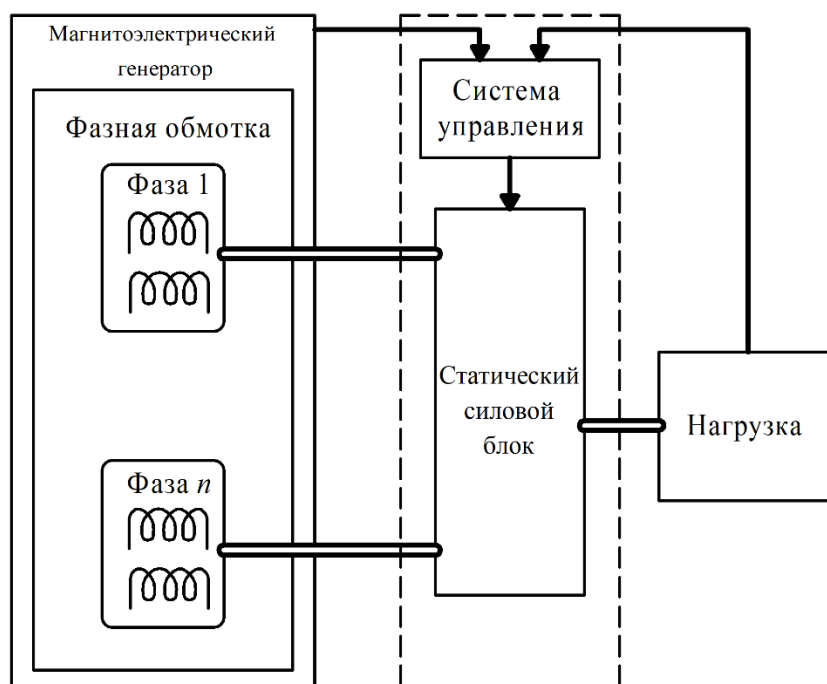 Магнитоэлектрический
генератор
Фазная обмотка
Фаза 1
Фаза n
Система
управления
Статический
силовой
блок
Нагрузка